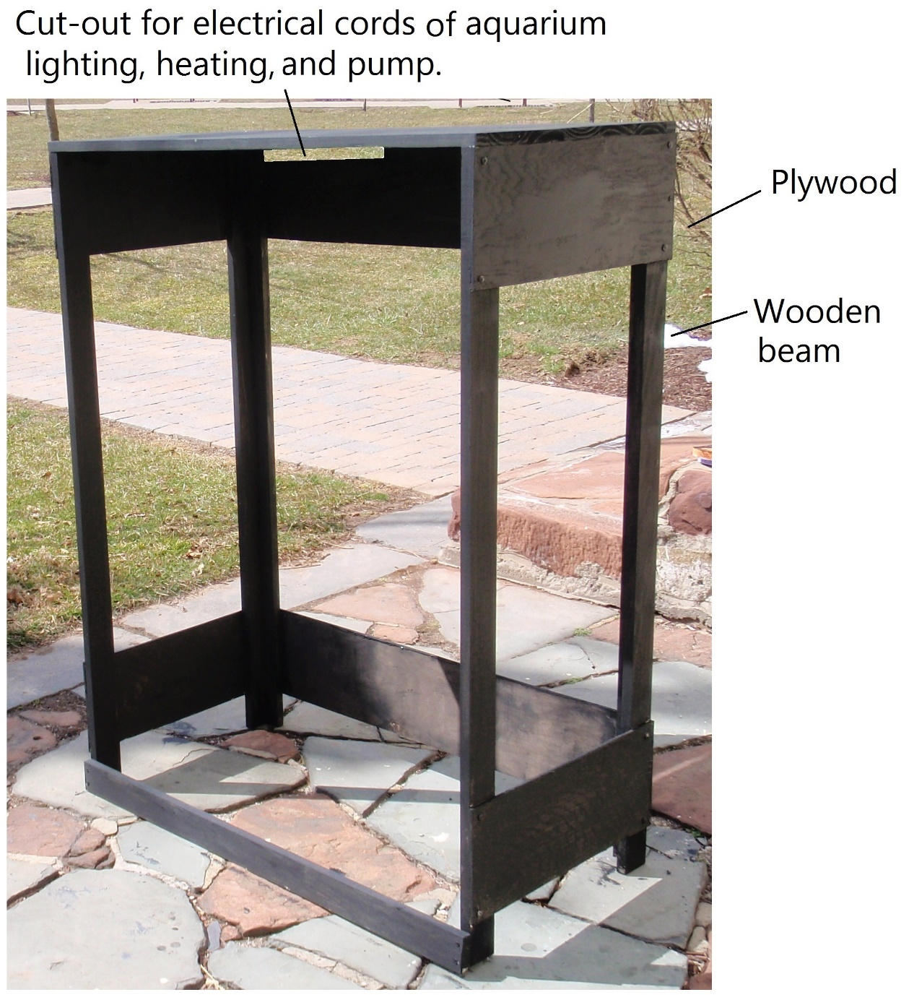 Cut-out for electrical cords of aquarium
lighting, heating, and pump.
Plywood
Wooden
beam